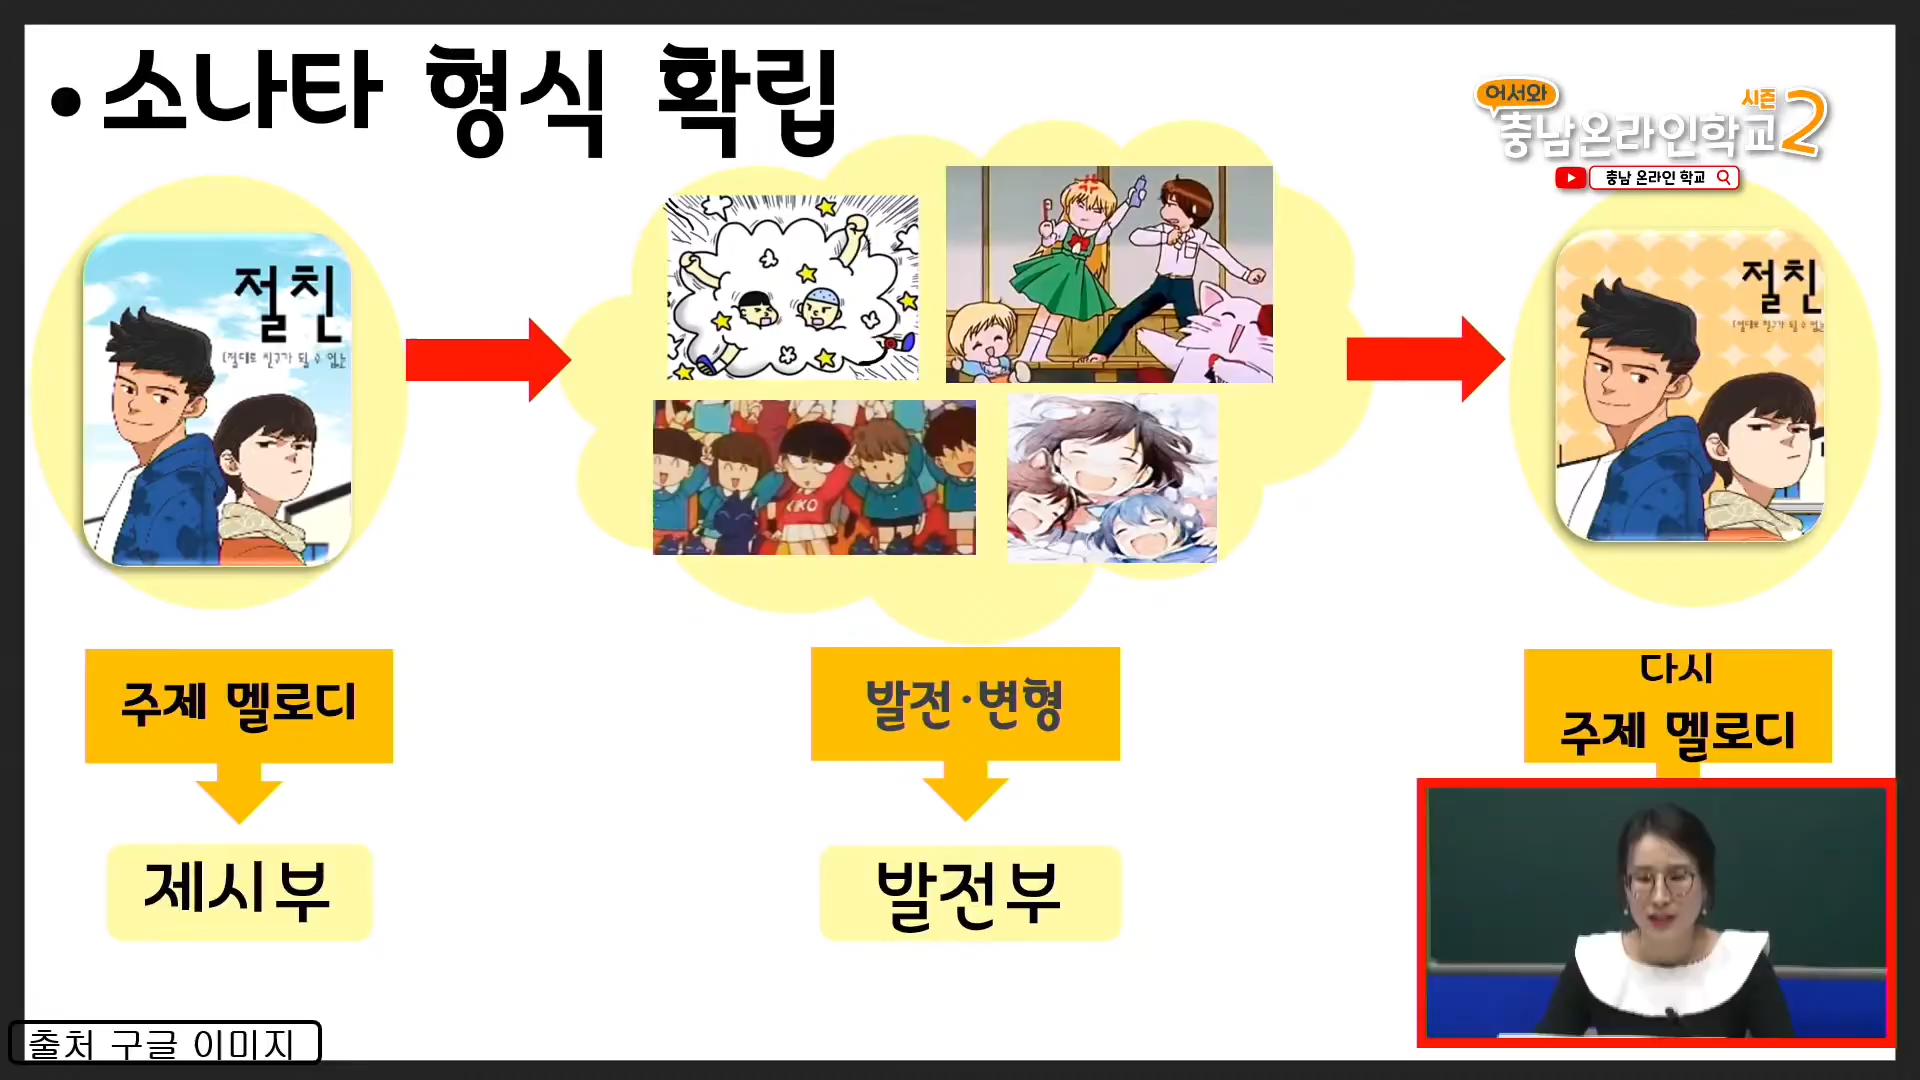 • 소나타 형식 확립
어서와
시즌
충남온라인학교2
충남 온라인 학교
절친
절친
KIKO
주제 멜로디
발전·변형
다시
주제 멜로디
제시부
발전부
출처 구글 이미지